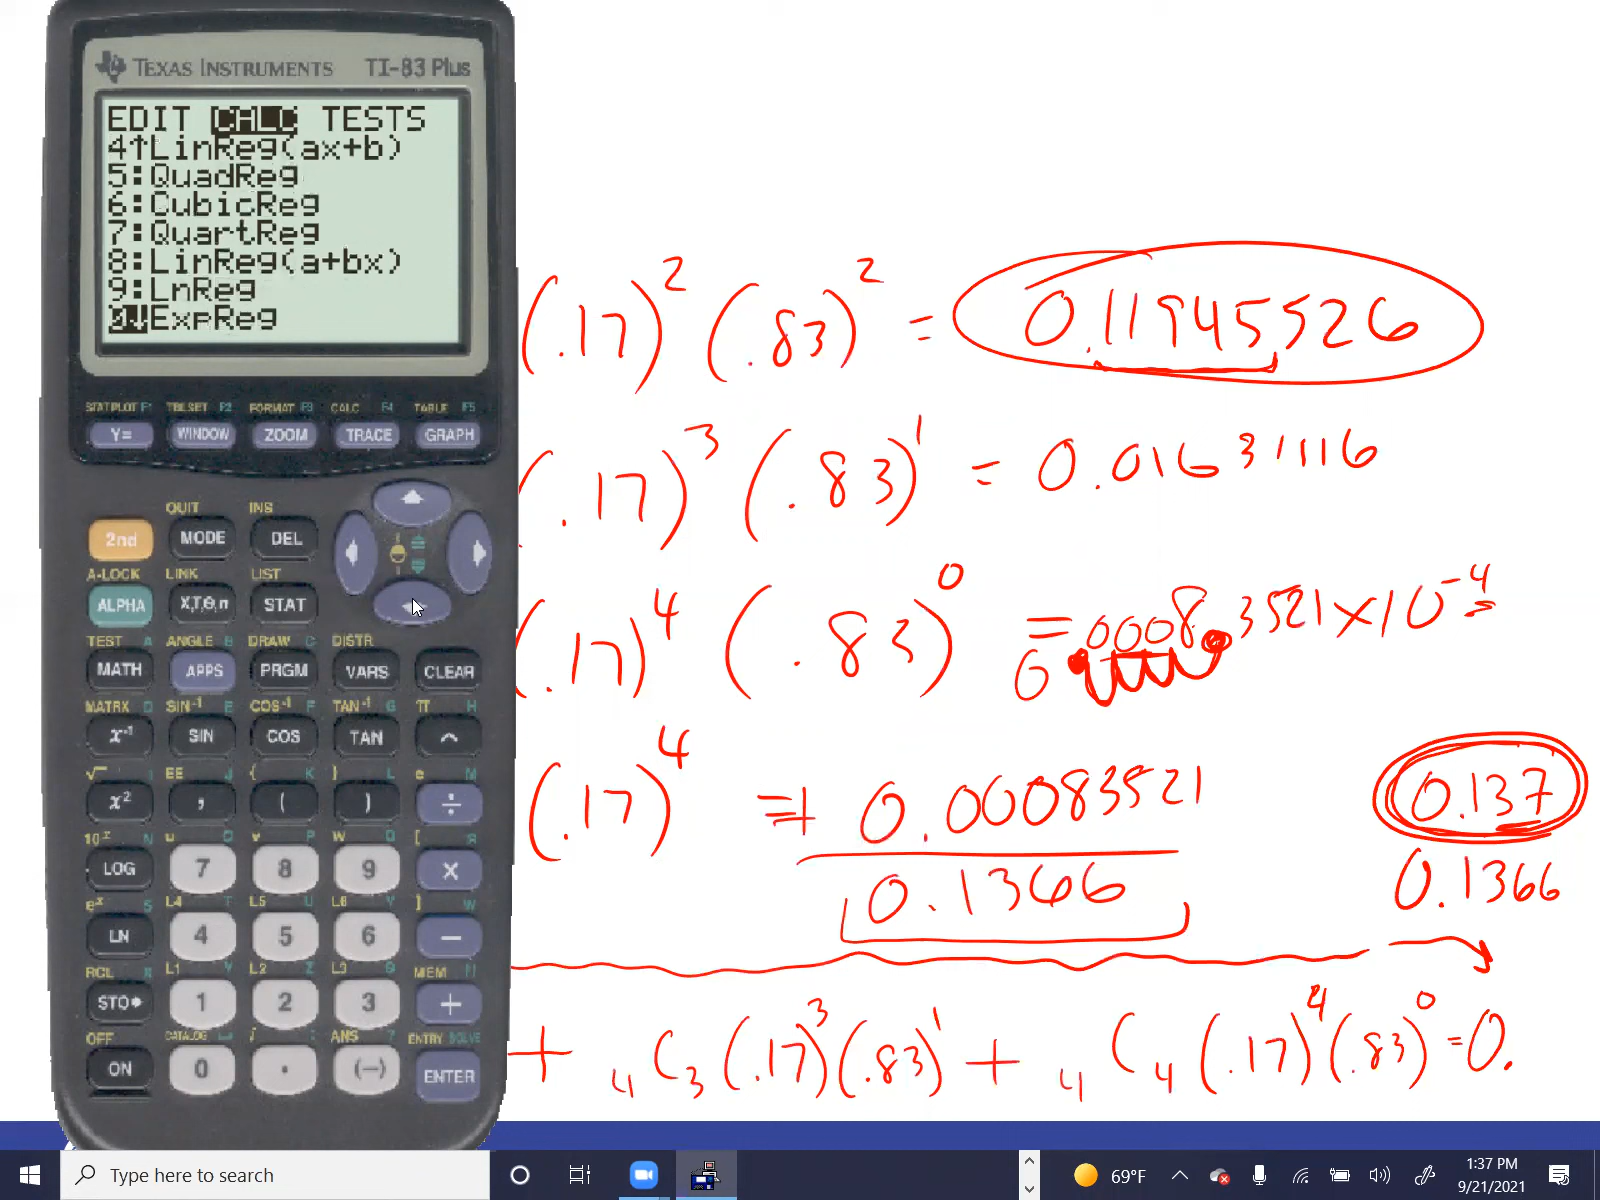 TEXAS INSTRUMENTS TI-83 Plus
EDIT CALC TESTS
4↑LinReg(ax+b)
5:QuadReg
6:CubicReg
7:QuartReg
8:LinReg(a+bx)
9:LnReg
0↓ExpReg
STAT PLOT F1 TBLSET F2 FORMAT F3 CALC F4 TABLE F5
Y= WINDOW ZOOM TRACE GRAPH
QUIT INS
2nd MODE DEL
A-LOCK LINK LIST
ALPHA X,T,θ,n STAT
TEST A ANGLE B DRAW C DISTR
MATH APPS PRGM VARS CLEAR
MATRX D SIN⁻¹ E COS⁻¹ F TAN⁻¹ G π H
x⁻¹ SIN COS TAN ^
√ I EE J { K } L e M
x² , ( ) ÷
10ˣ N u O v P w Q [ R
LOG 7 8 9 ×
eˣ S L4 T L5 U L6 V ] W
LN 4 5 6 −
RCL X L1 Y L2 Z L3 θ MEM "
STO 1 2 3 +
OFF CATALOG i : ANS ? ENTRY SOLVE
ON 0 . (−) ENTER
(.17)² (.83)² = 0.11945526
(.17)³ (.83)¹ = 0.01631116
(.17)⁴ (.83)⁰ = 0008.3521 × 10⁻⁴
0
(.17)⁴ = + 0.00083521
0.1366
0.137
0.1366
+ ₄C₃ (.17)³ (.83)¹ + ₄C₄ (.17)⁴ (.83)⁰ = 0.
Type here to search
69°F
1:37 PM
9/21/2021